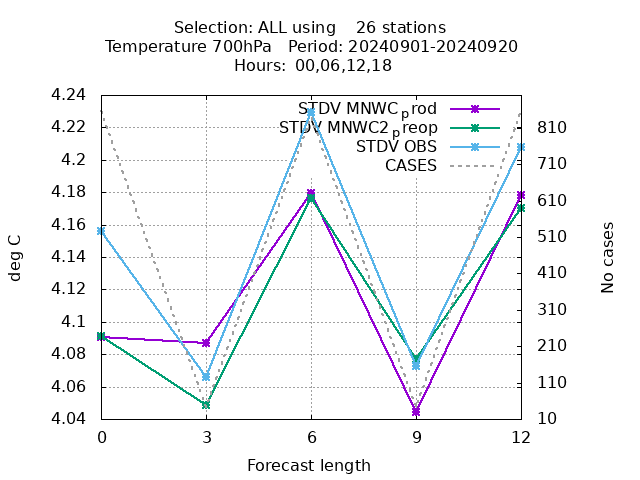 Selection: ALL using    26 stations
Temperature 700hPa   Period: 20240901-20240920
Hours:  00,06,12,18
STDV MNWCprod
STDV MNWC2preop
STDV OBS
CASES
4.24
4.22
4.2
4.18
4.16
4.14
4.12
4.1
4.08
4.06
4.04
deg C
810
710
610
510
410
310
210
110
10
No cases
0 3 6 9 12
Forecast length